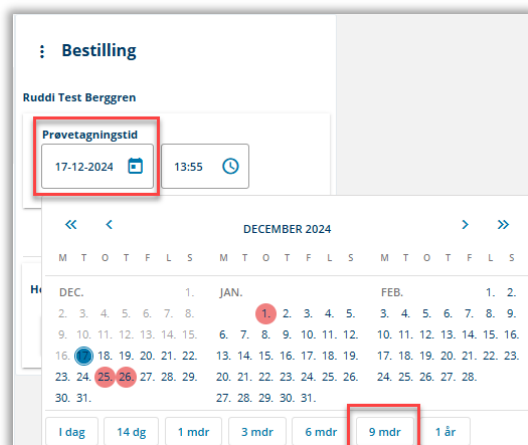 Bestilling
Ruddi Test Berggren
Prøvetagningstid
17-12-2024 13:55
DECEMBER 2024
M T O T F L S M T O T F L S M T O T F L S
DEC. 1. JAN. FEB. 1. 2.
2. 3. 4. 5. 6. 7. 8. 1. 2. 3. 4. 5. 3. 4. 5. 6. 7. 8. 9.
9. 10. 11. 12. 13. 14. 15. 6. 7. 8. 9. 10. 11. 12. 10. 11. 12. 13. 14. 15. 16.
16. 17. 18. 19. 20. 21. 22. 13. 14. 15. 16. 17. 18. 19. 17. 18. 19. 20. 21. 22. 23.
23. 24. 25. 26. 27. 28. 29. 20. 21. 22. 23. 24. 25. 26. 24. 25. 26. 27. 28.
30. 31. 27. 28. 29. 30. 31.
I dag 14 dg 1 mdr 3 mdr 6 mdr 9 mdr 1 år